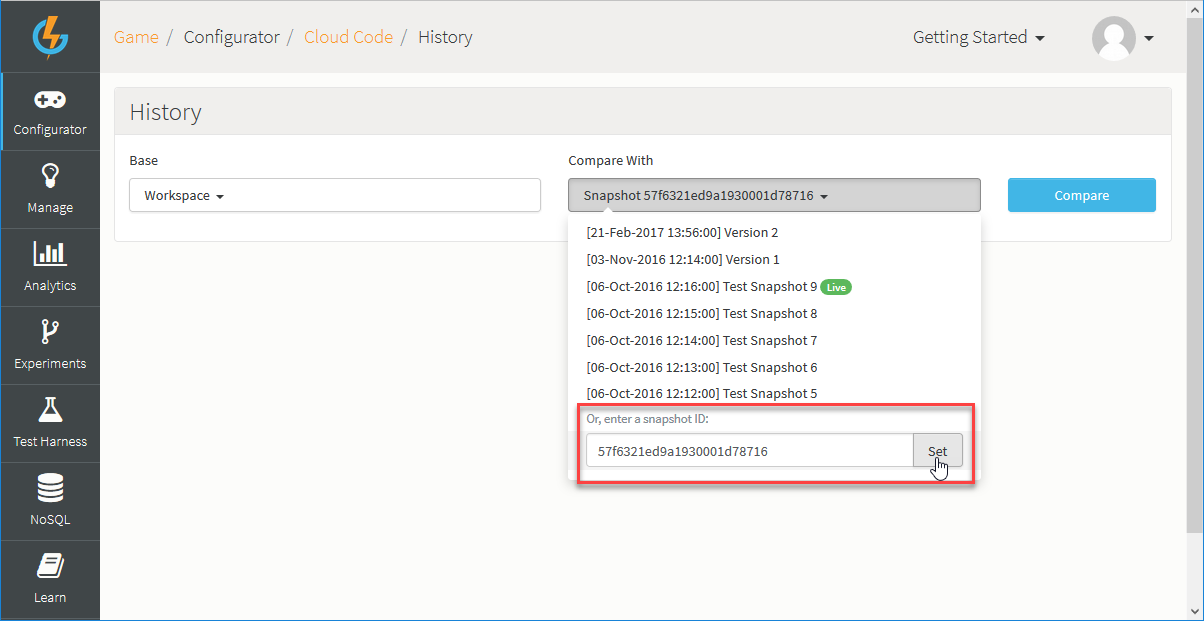 Game / Configurator / Cloud Code / History
Getting Started
Configurator
Manage
Analytics
Experiments
Test Harness
NoSQL
Learn
History
Base
Workspace
Compare With
Snapshot 57f6321ed9a1930001d78716
Compare
[21-Feb-2017 13:56:00] Version 2
[03-Nov-2016 12:14:00] Version 1
[06-Oct-2016 12:16:00] Test Snapshot 9 Live
[06-Oct-2016 12:15:00] Test Snapshot 8
[06-Oct-2016 12:14:00] Test Snapshot 7
[06-Oct-2016 12:13:00] Test Snapshot 6
[06-Oct-2016 12:12:00] Test Snapshot 5
Or, enter a snapshot ID:
57f6321ed9a1930001d78716
Set